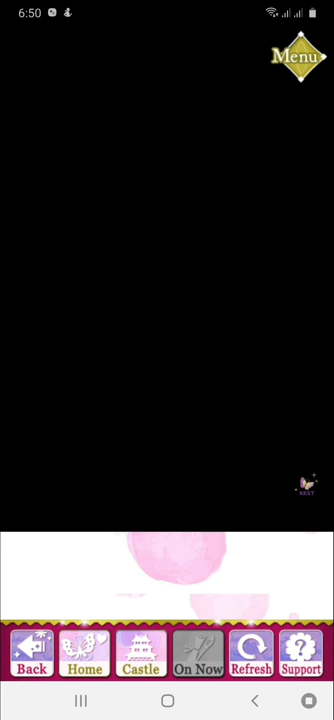 6:50
Menu
NEXT
Back
Home
Castle
On Now
Refresh
Support